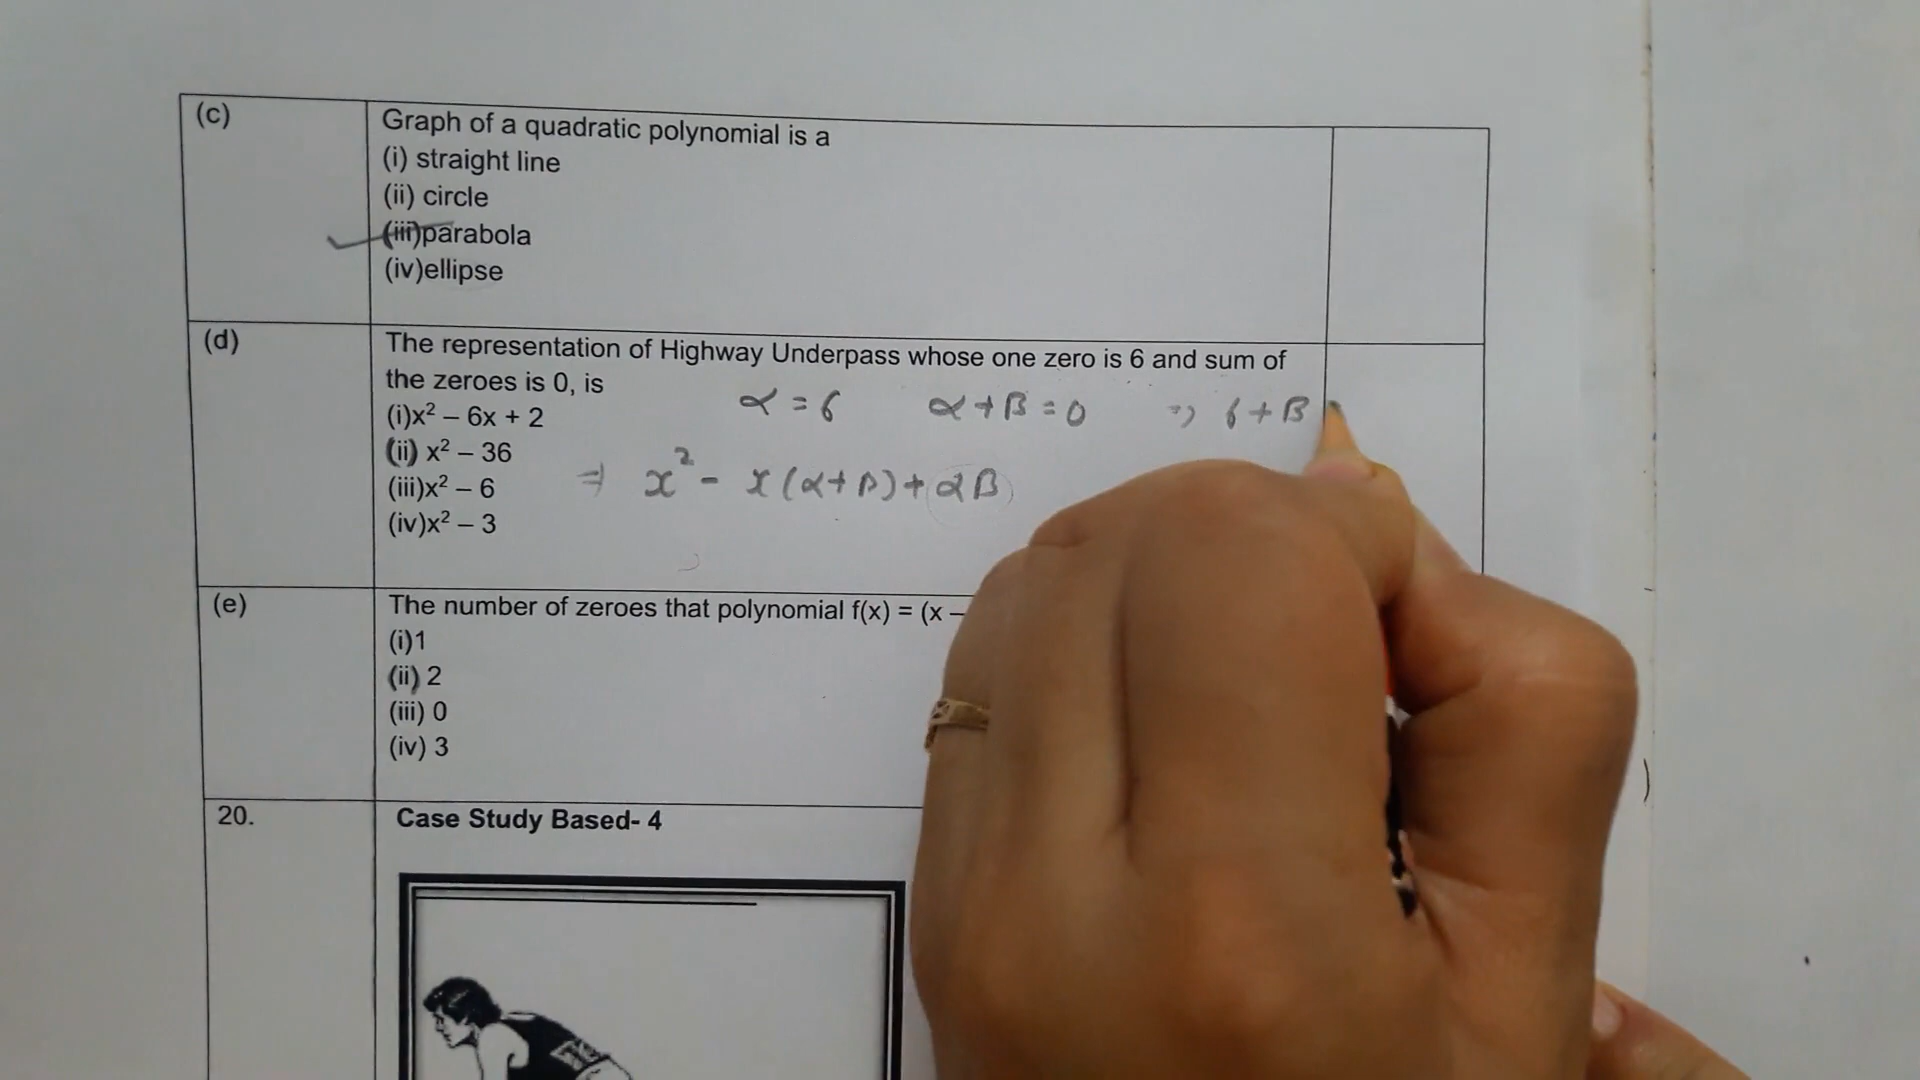 (c)
Graph of a quadratic polynomial is a
(i) straight line
(ii) circle
(iii)parabola
(iv)ellipse
(d)
The representation of Highway Underpass whose one zero is 6 and sum of
the zeroes is 0, is
α = 6 α + β = 0 ⇒ 6 + β
(i)x² – 6x + 2
(ii) x² – 36
(iii)x² – 6
⇒ x² - x(α+β) + αβ
(iv)x² – 3
(e)
The number of zeroes that polynomial f(x) = (x –
(i)1
(ii) 2
(iii) 0
(iv) 3
20.
Case Study Based- 4